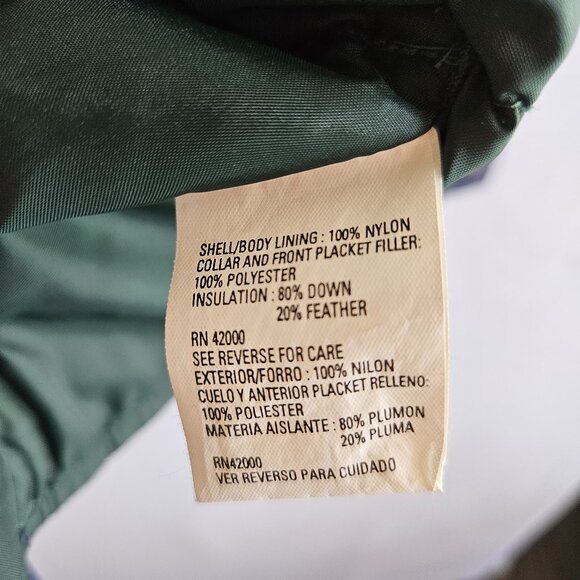 SHELL/BODY LINING : 100% NYLON
COLLAR AND FRONT PLACKET FILLER:
100% POLYESTER
INSULATION : 80% DOWN
20% FEATHER
RN 42000
SEE REVERSE FOR CARE
EXTERIOR/FORRO : 100% NILON
CUELO Y ANTERIOR PLACKET RELLENO:
100% POLIESTER
MATERIA AISLANTE : 80% PLUMON
20% PLUMA
RN42000
VER REVERSO PARA CUIDADO